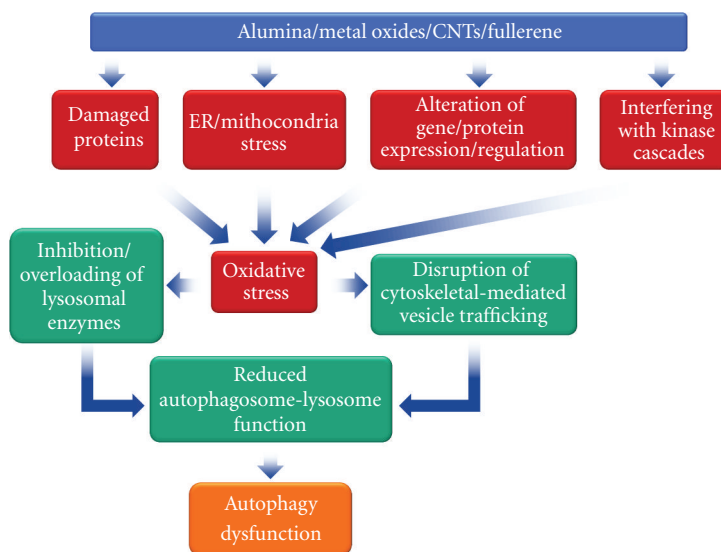 Alumina/metal oxides/CNTs/fullerene
Damaged
proteins
ER/mithocondria
stress
Alteration of
gene/protein
expression/regulation
Interfering
with kinase
cascades
Inhibition/
overloading of
lysosomal
enzymes
Oxidative
stress
Disruption of
cytoskeletal-mediated
vesicle trafficking
Reduced
autophagosome-lysosome
function
Autophagy
dysfunction